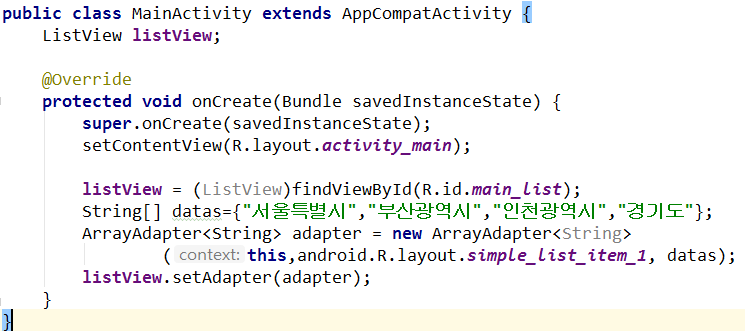 public class MainActivity extends AppCompatActivity {
    ListView listView;
    @Override
    protected void onCreate(Bundle savedInstanceState) {
        super.onCreate(savedInstanceState);
        setContentView(R.layout.activity_main);
        listView = (ListView)findViewById(R.id.main_list);
        String[] datas={"서울특별시","부산광역시","인천광역시","경기도"};
        ArrayAdapter<String> adapter = new ArrayAdapter<String>
                (context: this,android.R.layout.simple_list_item_1, datas);
        listView.setAdapter(adapter);
    }
}